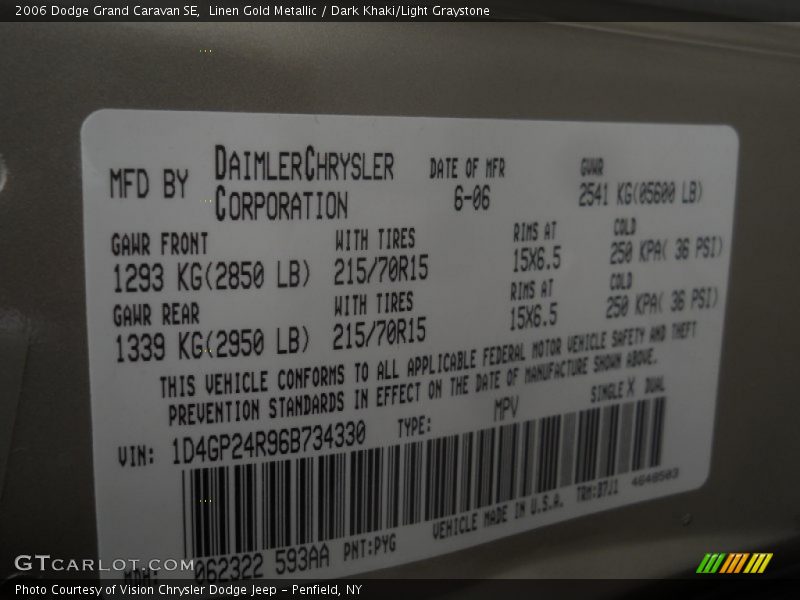 2006 Dodge Grand Caravan SE,  Linen Gold Metallic / Dark Khaki/Light Graystone
MFD BY DAIMLERCHRYSLER CORPORATION
DATE OF MFR 6-06
GVWR 2541 KG(05600 LB)
GAWR FRONT WITH TIRES RIMS AT COLD
1293 KG(2850 LB) 215/70R15 15X6.5 250 KPA( 36 PSI)
GAWR REAR WITH TIRES RIMS AT COLD
1339 KG(2950 LB) 215/70R15 15X6.5 250 KPA( 36 PSI)
THIS VEHICLE CONFORMS TO ALL APPLICABLE FEDERAL MOTOR VEHICLE SAFETY AND THEFT
PREVENTION STANDARDS IN EFFECT ON THE DATE OF MANUFACTURE SHOWN ABOVE.
VIN: 1D4GP24R96B734330 TYPE: MPV SINGLE X DUAL
MDH: 062322 593AA PNT:PYG VEHICLE MADE IN U.S.A. TRM:B7J1 4648503
GTCARLOT.COM
Photo Courtesy of Vision Chrysler Dodge Jeep – Penfield, NY